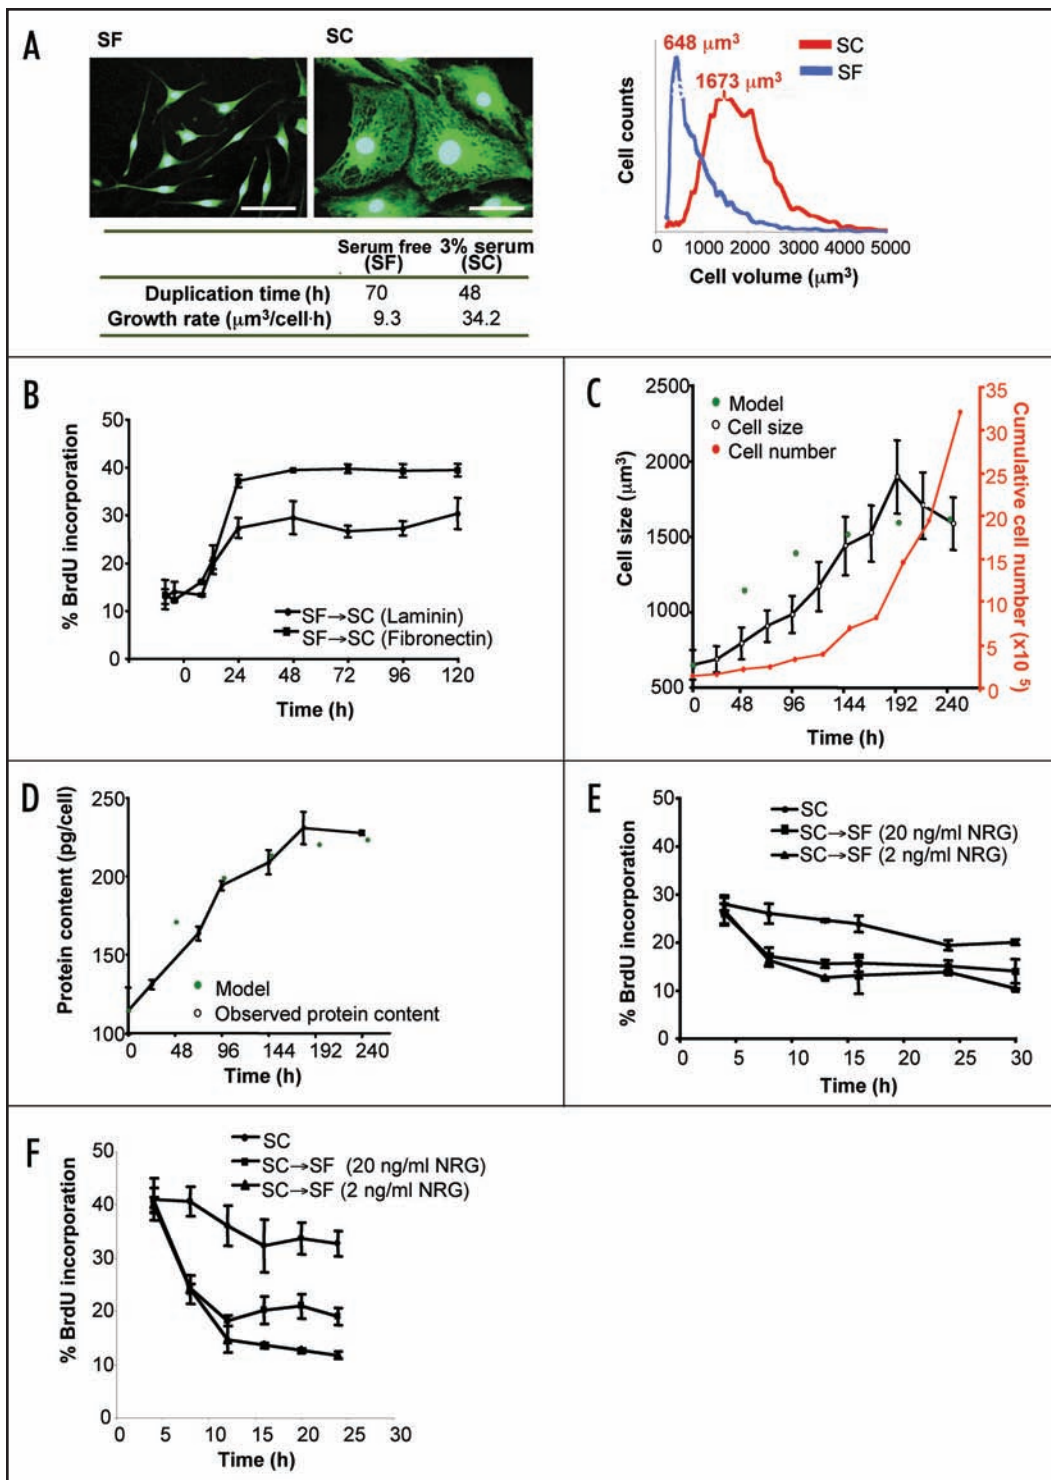 A
SF
SC
Serum free 3% serum
(SF) (SC)
Duplication time (h) 70 48
Growth rate (µm³/cell·h) 9.3 34.2
648 µm³
1673 µm³
SC
SF
Cell counts
0 1000 2000 3000 4000 5000
Cell volume (µm³)
B
% BrdU incorporation
50
40
30
20
10
0
SF→SC (Laminin)
SF→SC (Fibronectin)
0 24 48 72 96 120
Time (h)
C
Cell size (µm³)
2500
2000
1500
1000
500
Model
Cell size
Cell number
35
30
25
20
15
10
5
0
Cumulative cell number (x10 ⁵)
0 48 96 144 192 240
Time (h)
D
Protein content (pg/cell)
250
200
150
100
Model
Observed protein content
0 48 96 144 192 240
Time (h)
E
% BrdU incorporation
50
40
30
20
10
0
SC
SC→SF (20 ng/ml NRG)
SC→SF (2 ng/ml NRG)
0 5 10 15 20 25 30
Time (h)
F
% BrdU incorporation
50
40
30
20
10
0
SC
SC→SF (20 ng/ml NRG)
SC→SF (2 ng/ml NRG)
0 5 10 15 20 25 30
Time (h)